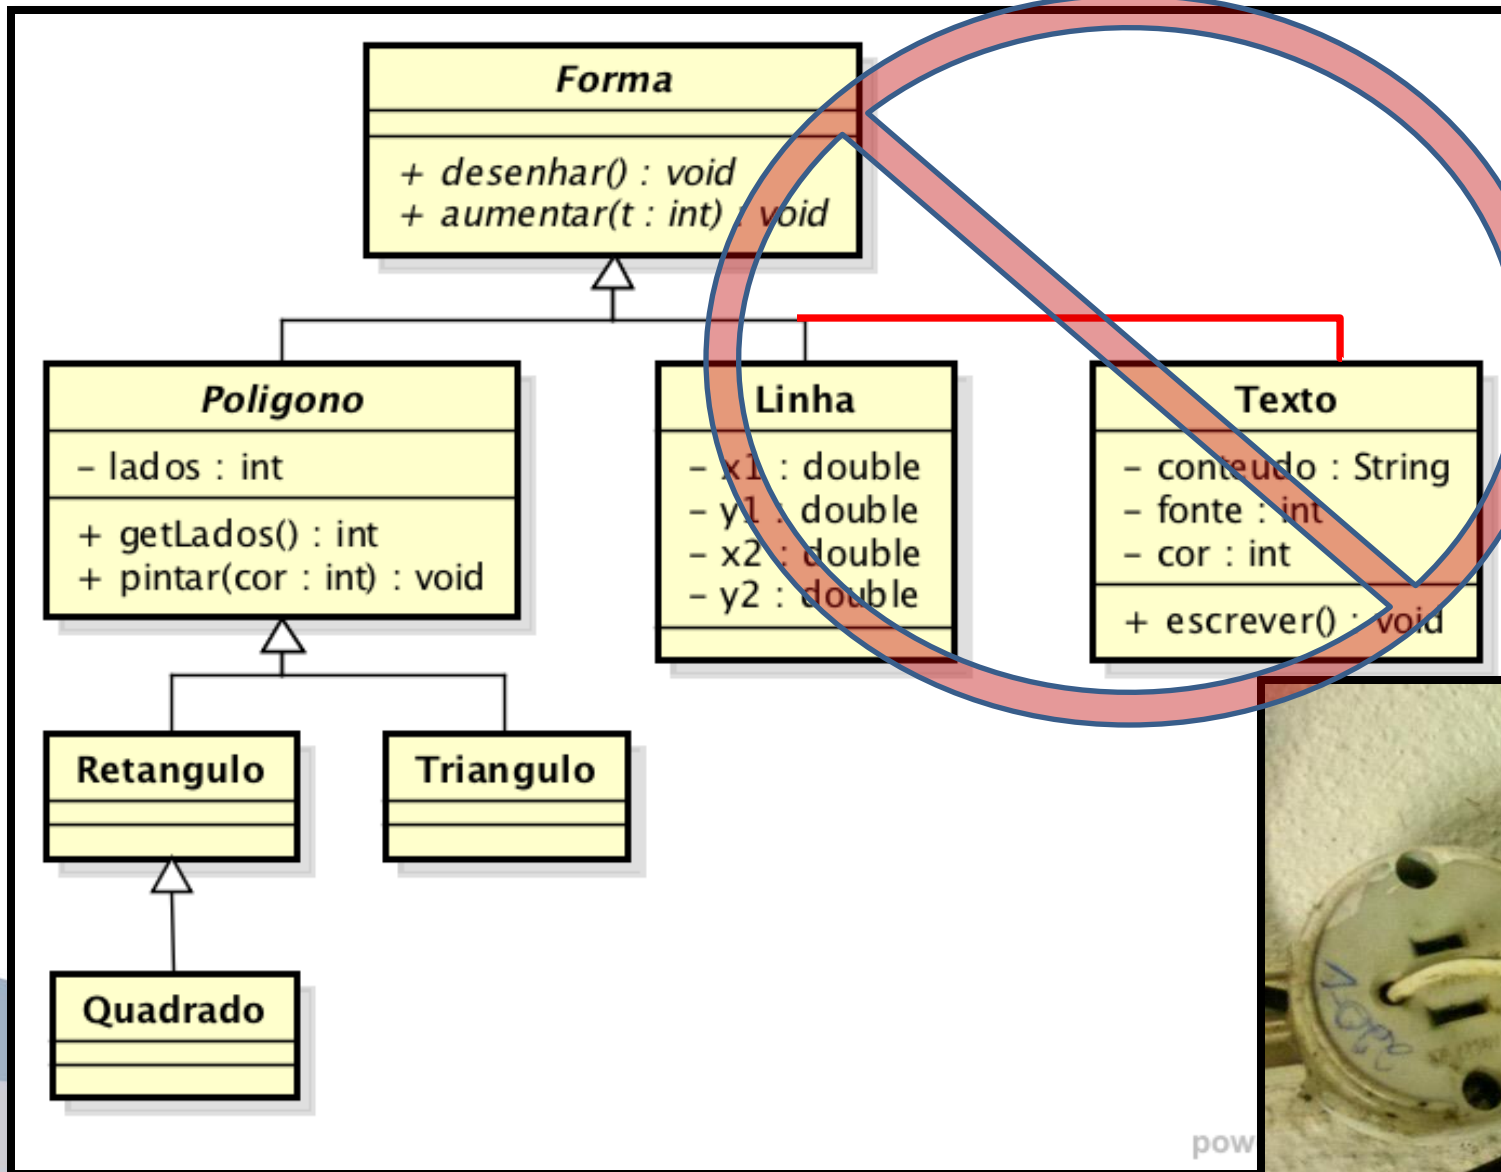 Forma
+ desenhar() : void
+ aumentar(t : int) : void
Poligono
– lados : int
+ getLados() : int
+ pintar(cor : int) : void
Linha
– x1 : double
– y1 : double
– x2 : double
– y2 : double
Texto
– conteudo : String
– fonte : int
– cor : int
+ escrever() : void
Retangulo
Triangulo
Quadrado
pow